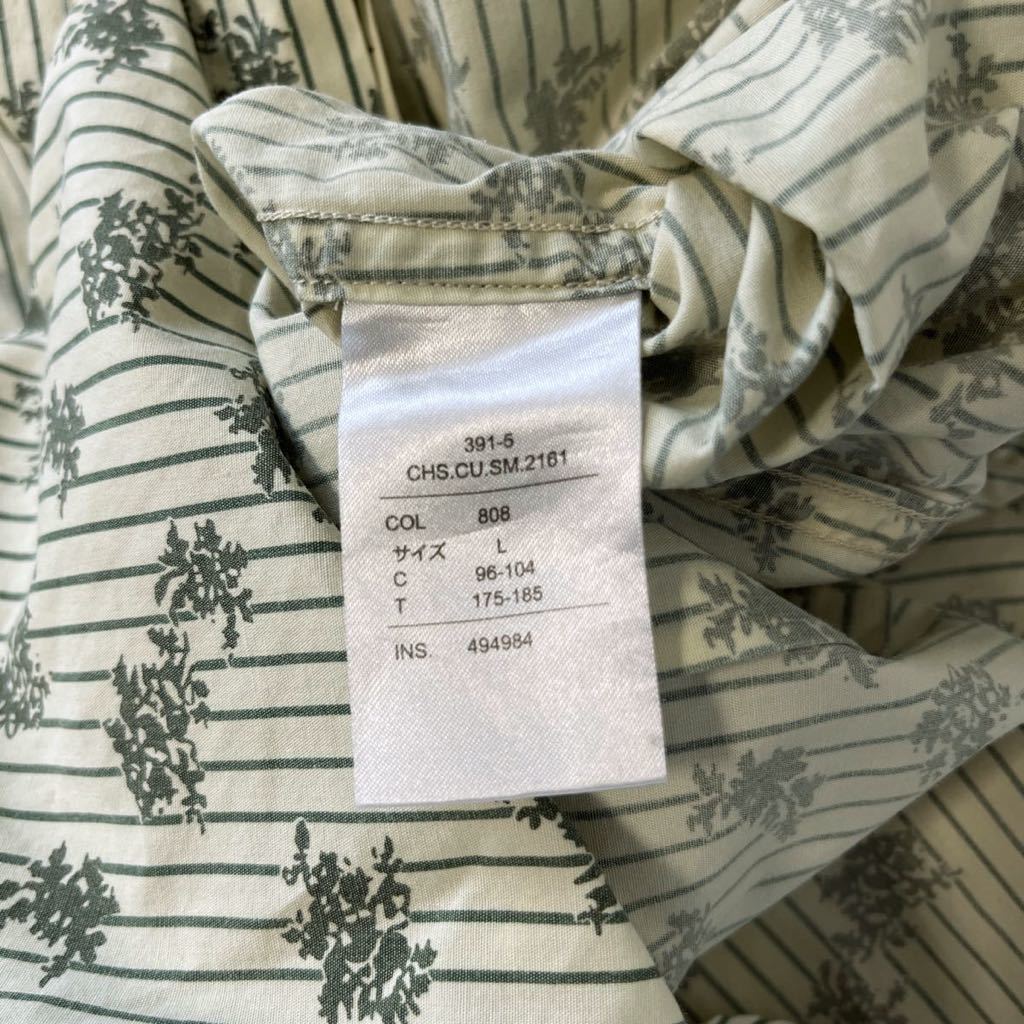 391-5
CHS.CU.SM.2161
COL 808
サイズ L
C 96-104
T 175-185
INS. 494984